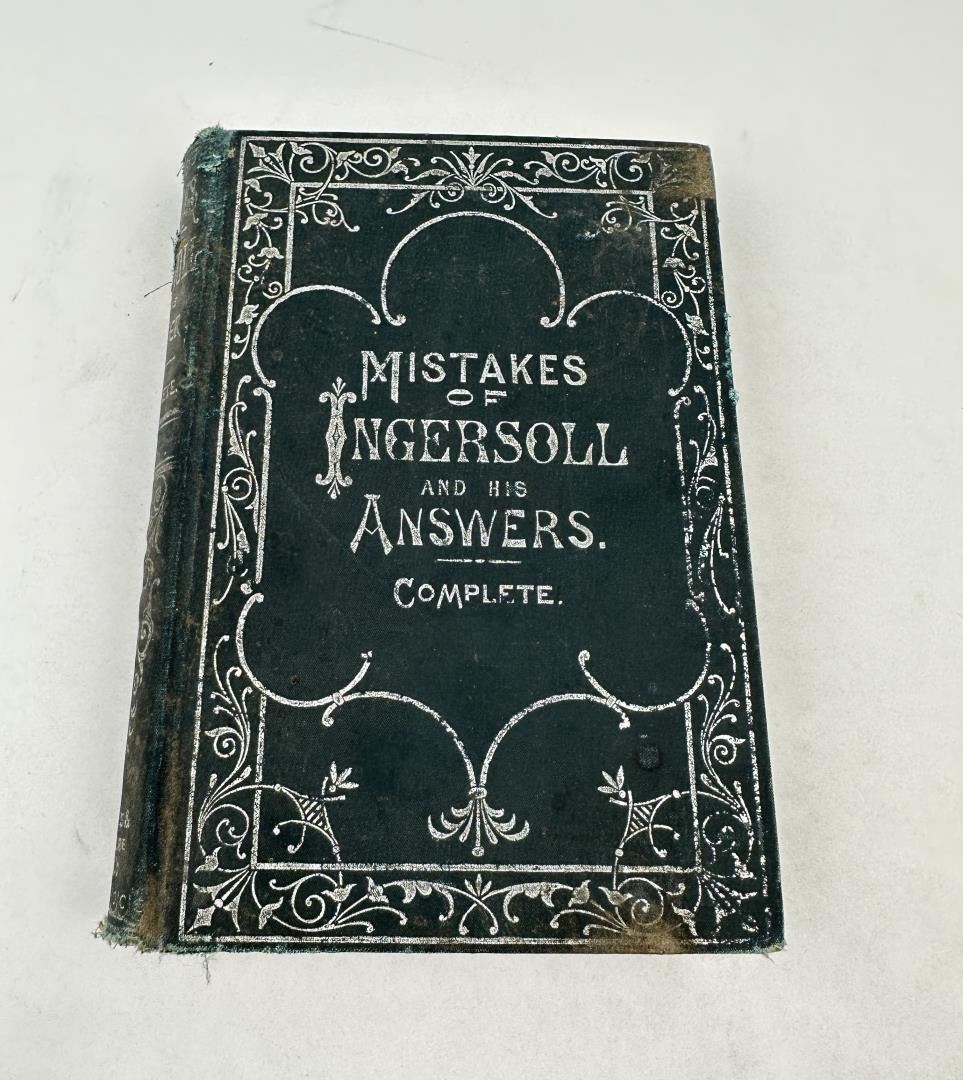 MISTAKES
OF
INGERSOLL
AND HIS
ANSWERS.
COMPLETE.